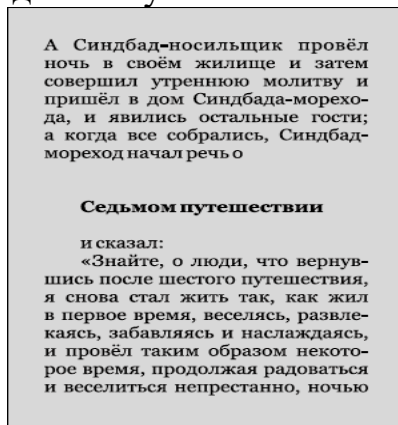 А Синдбад-носильщик провёл
ночь в своём жилище и затем
совершил утреннюю молитву и
пришёл в дом Синдбада-морехо-
да, и явились остальные гости;
а когда все собрались, Синдбад-
мореход начал речь о
Седьмом путешествии
и сказал:
«Знайте, о люди, что вернув-
шись после шестого путешествия,
я снова стал жить так, как жил
в первое время, веселясь, развле-
каясь, забавляясь и наслаждаясь,
и провёл таким образом некото-
рое время, продолжая радоваться
и веселиться непрестанно, ночью